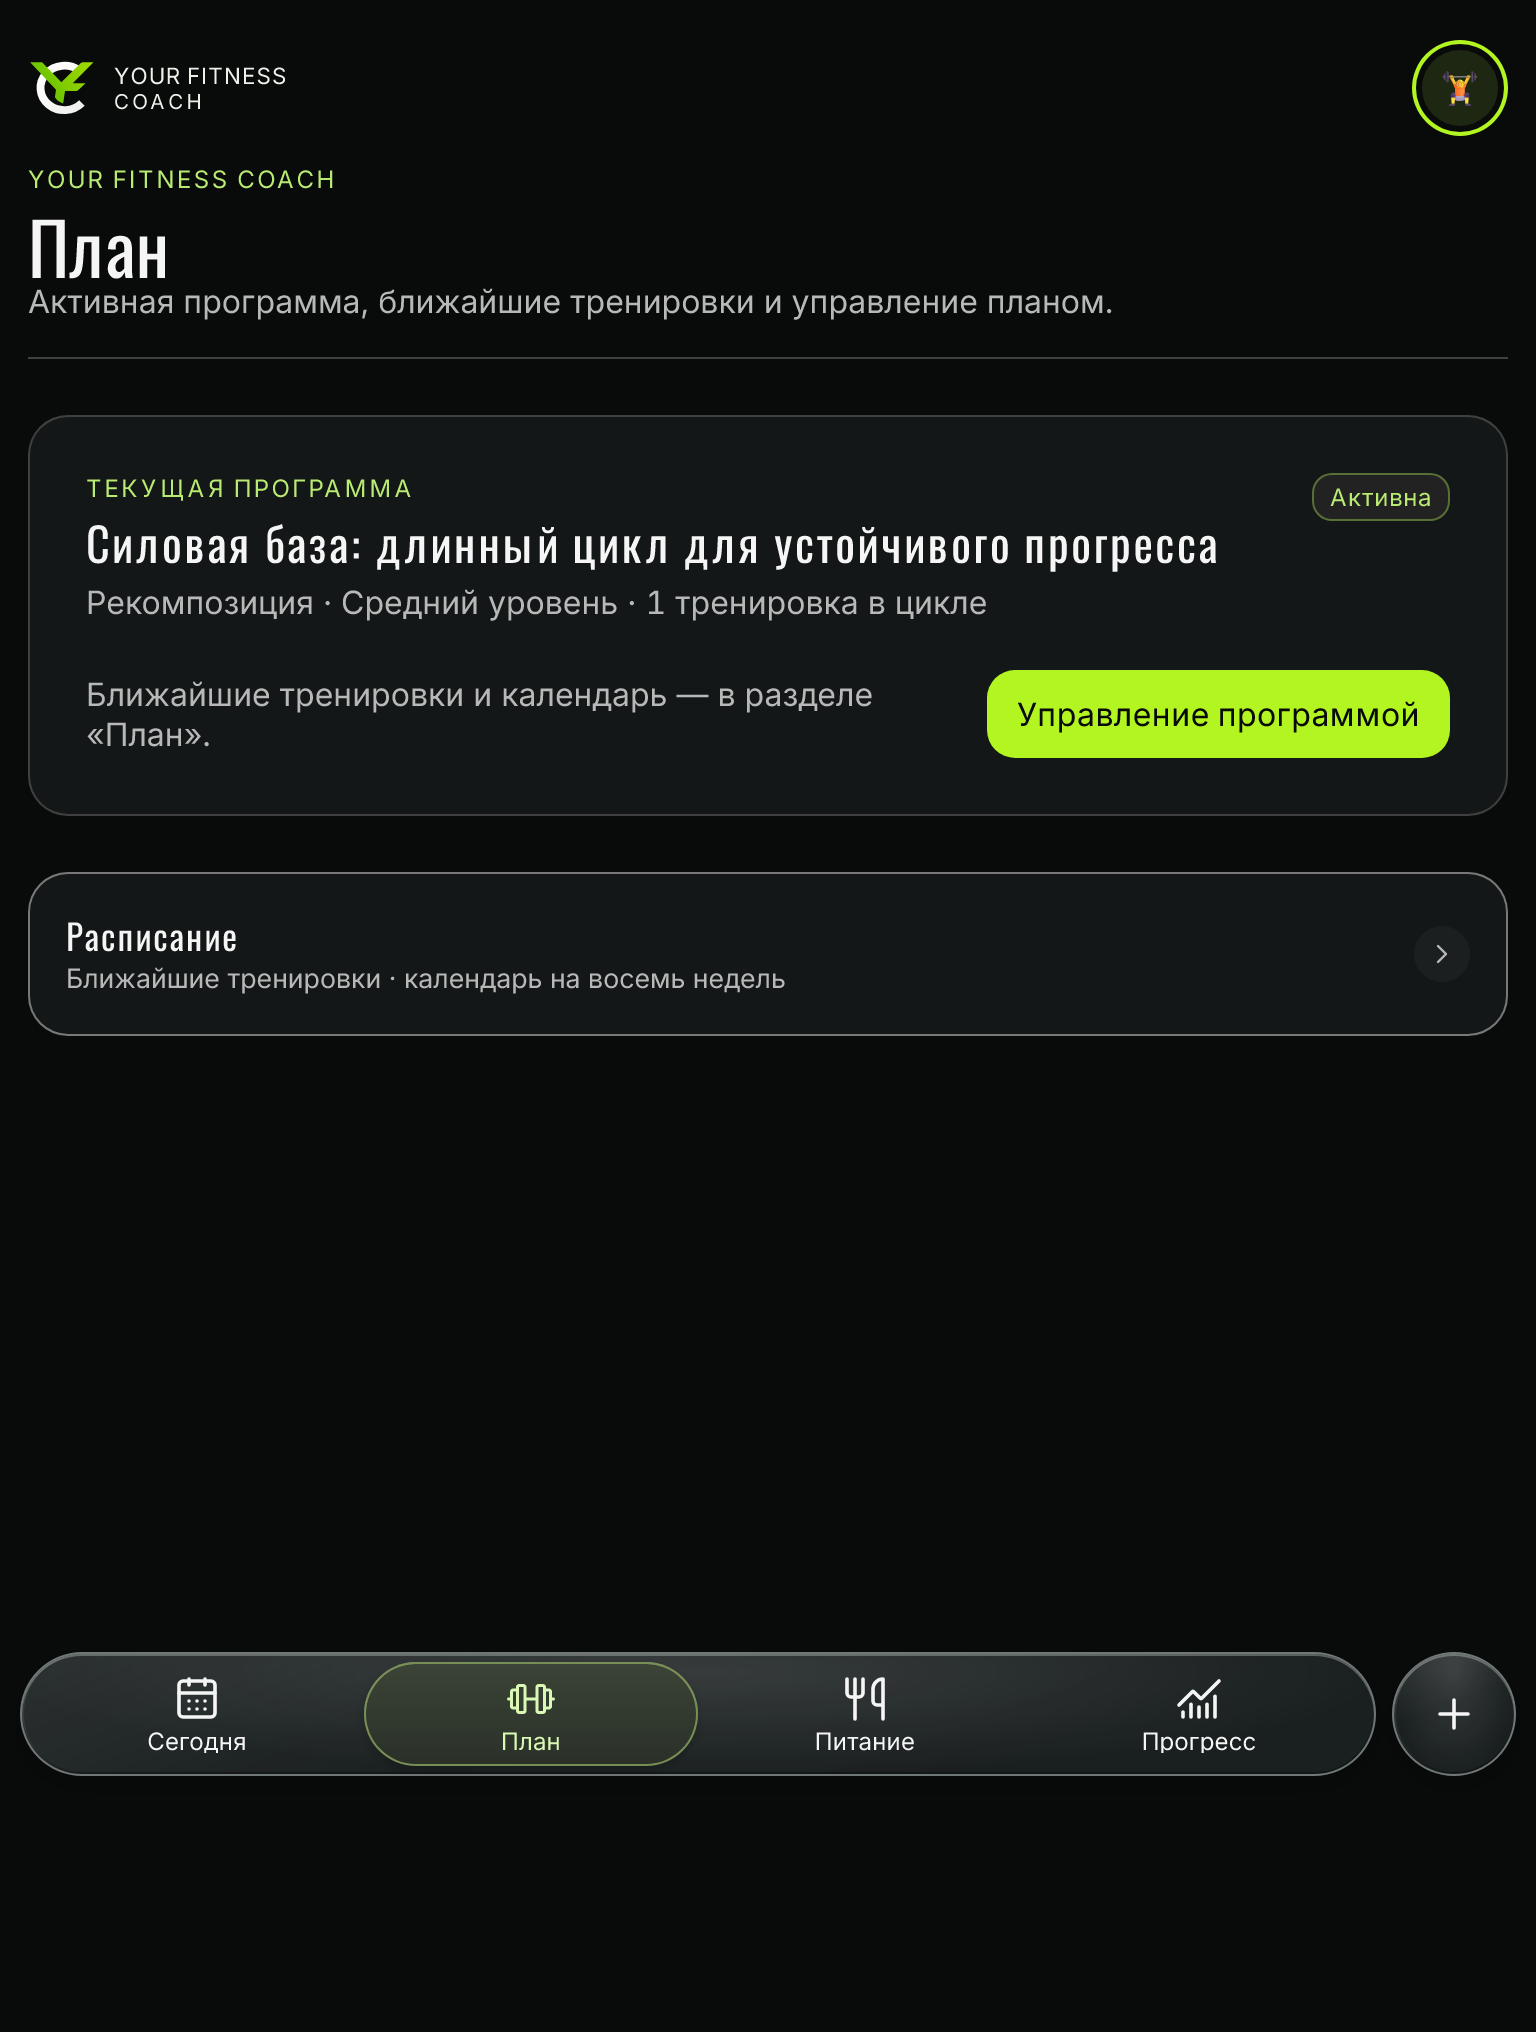 YOUR FITNESS
COACH
YOUR FITNESS COACH
План
Активная программа, ближайшие тренировки и управление планом.
ТЕКУЩАЯ ПРОГРАММА
Активна
Силовая база: длинный цикл для устойчивого прогресса
Рекомпозиция · Средний уровень · 1 тренировка в цикле
Ближайшие тренировки и календарь — в разделе
«План».
Управление программой
Расписание
Ближайшие тренировки · календарь на восемь недель
Сегодня
План
Питание
Прогресс